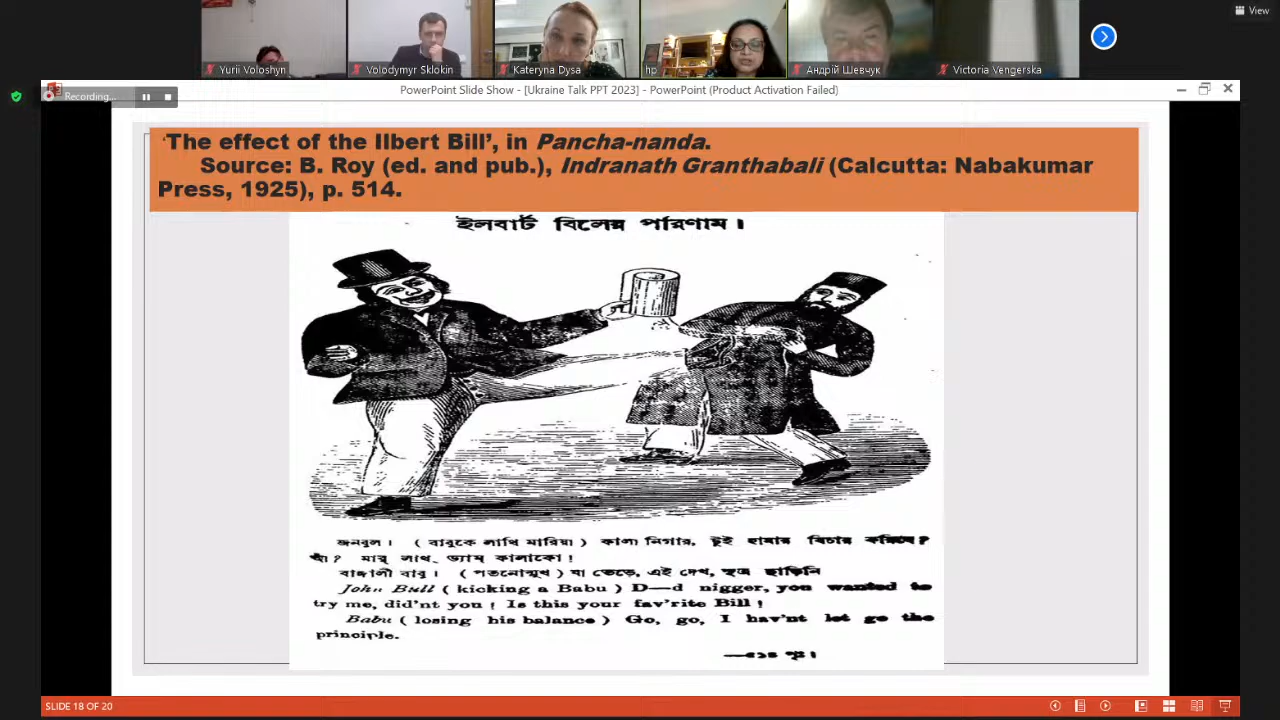 View
Yurii Voloshyn
Volodymyr Sklokin
Kateryna Dysa
hp
Андрій Шевчук
Victoria Vengerska
Recording...
PowerPoint Slide Show - [Ukraine Talk PPT 2023] - PowerPoint (Product Activation Failed)
‘The effect of the Ilbert Bill’, in Pancha-nanda.
Source: B. Roy (ed. and pub.), Indranath Granthabali (Calcutta: Nabakumar
Press, 1925), p. 514.
ইলবার্ট বিলের পরিণাম।
জনবুল। (বাবুকে লাথি মারিয়া) কালা নিগার, টুই হামার বিচার করিবে?
হাঁ? মাই লাথ, ড্যাম্ কালাকো!
বাঙ্গালী বাবু। (পতনোন্মুখ) যা তেড়ে, এই দেখ, ছাড়িনি
John Bull (kicking a Babu) D—d nigger, you wanted to
try me, did'nt you! Is this your fav'rite Bill!
Babu (losing his balance) Go, go, I hav'nt let go the
principle.
—৫১৪ পৃঃ।
SLIDE 18 OF 20